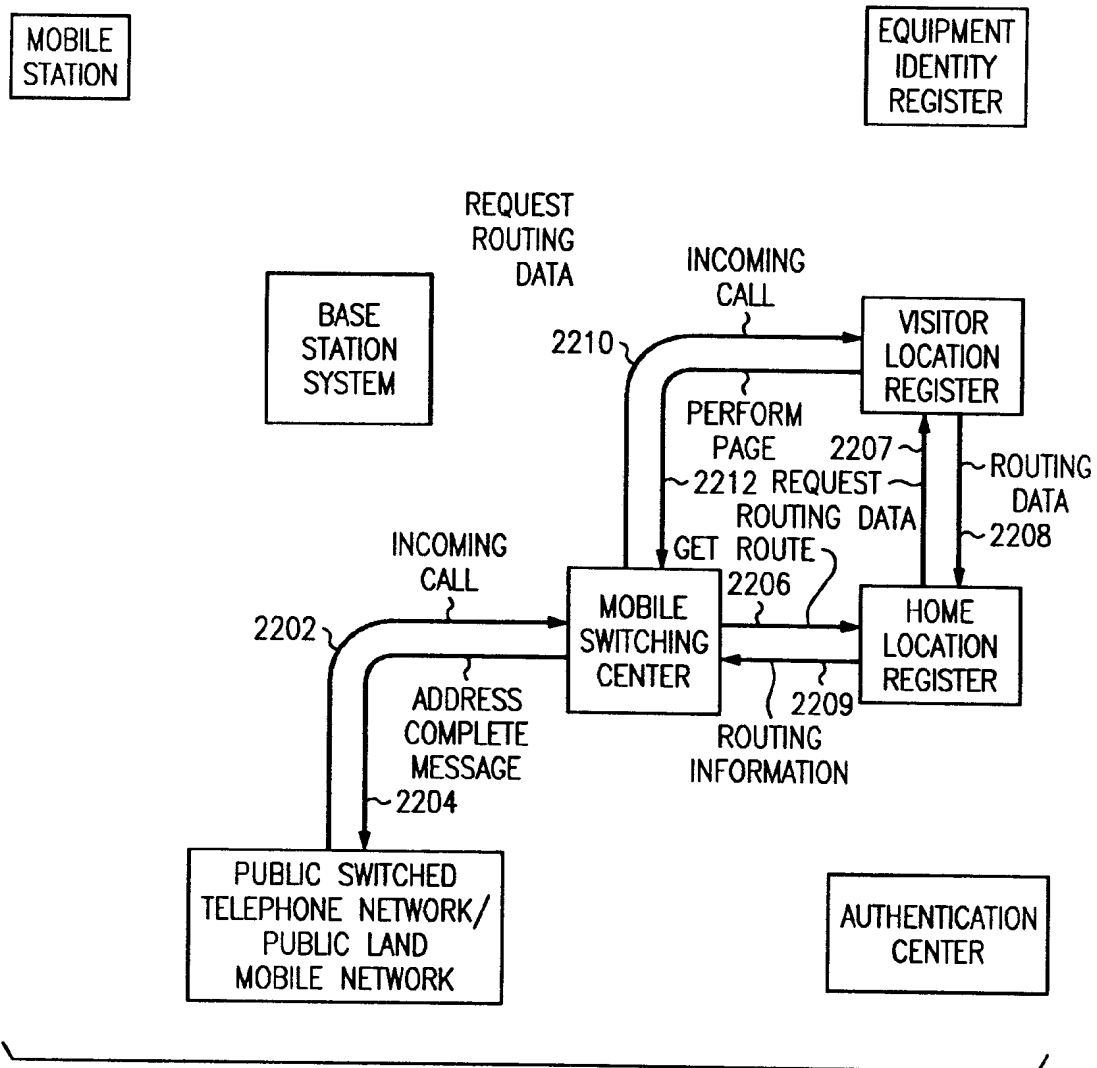 MOBILE
STATION
EQUIPMENT
IDENTITY
REGISTER
REQUEST
ROUTING
DATA
INCOMING
CALL
BASE
STATION
SYSTEM
2210
VISITOR
LOCATION
REGISTER
PERFORM
PAGE
2207
2212 REQUEST
ROUTING DATA
ROUTING
DATA
2208
GET ROUTE
2206
INCOMING
CALL
2202
MOBILE
SWITCHING
CENTER
HOME
LOCATION
REGISTER
2209
ADDRESS
COMPLETE
MESSAGE
2204
ROUTING
INFORMATION
PUBLIC SWITCHED
TELEPHONE NETWORK/
PUBLIC LAND
MOBILE NETWORK
AUTHENTICATION
CENTER